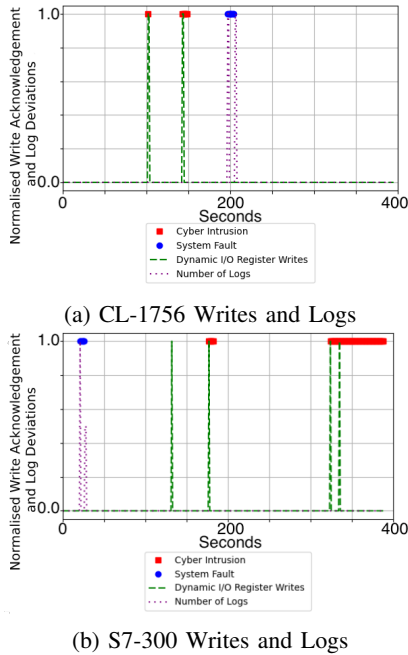 Normalised Write Acknowledgement
and Log Deviations
1.0
0.0
0
200
400
Seconds
Cyber Intrusion
System Fault
Dynamic I/O Register Writes
Number of Logs
(a) CL-1756 Writes and Logs
Normalised Write Acknowledgement
and Log Deviations
1.0
0.0
0
200
400
Seconds
Cyber Intrusion
System Fault
Dynamic I/O Register Writes
Number of Logs
(b) S7-300 Writes and Logs